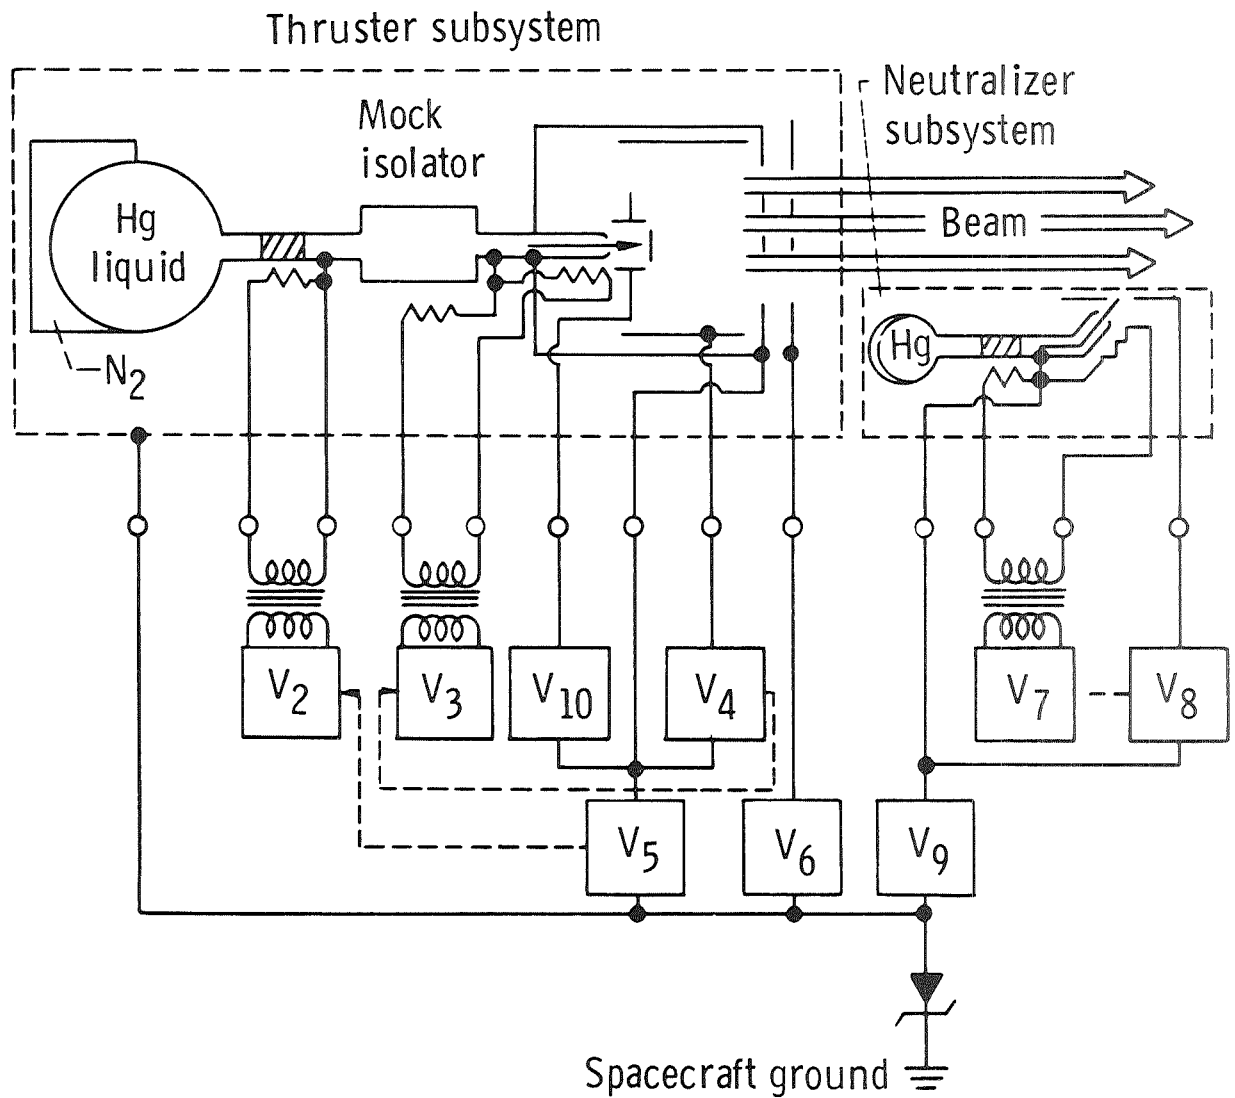 Thruster subsystem
Neutralizer
subsystem
Mock
isolator
Hg
liquid
Beam
Hg
N2
V2
V3
V10
V4
V7
V8
V5
V6
V9
Spacecraft ground